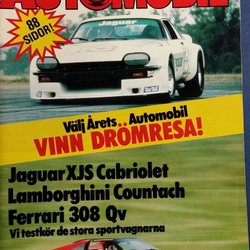 AUTOMOBIL
88
SIDOR!
Jaguar
Välj Årets Automobil
VINN DRÖMRESA!
Jaguar XJS Cabriolet
Lamborghini Countach
Ferrari 308 Qv
Vi testkör de stora sportvagnarna